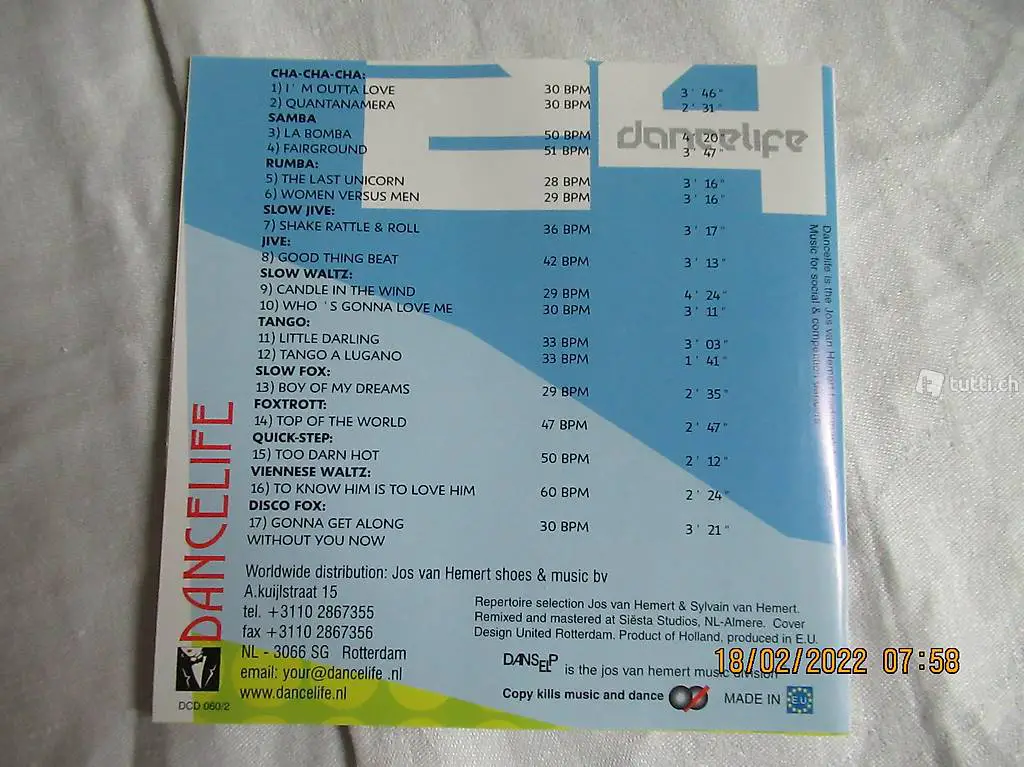 CHA-CHA-CHA:
1) I ' M OUTTA LOVE 30 BPM 3 ' 46 "
2) QUANTANAMERA 30 BPM 2 ' 31 "
SAMBA
3) LA BOMBA 50 BPM 4 ' 20 "
4) FAIRGROUND 51 BPM 3 ' 47 "
RUMBA:
5) THE LAST UNICORN 28 BPM 3 ' 16 "
6) WOMEN VERSUS MEN 29 BPM 3 ' 16 "
SLOW JIVE:
7) SHAKE RATTLE & ROLL 36 BPM 3 ' 17 "
JIVE:
8) GOOD THING BEAT 42 BPM 3 ' 13 "
SLOW WALTZ:
9) CANDLE IN THE WIND 29 BPM 4 ' 24 "
10) WHO ' S GONNA LOVE ME 30 BPM 3 ' 11 "
TANGO:
11) LITTLE DARLING 33 BPM 3 ' 03 "
12) TANGO A LUGANO 33 BPM 1 ' 41 "
SLOW FOX:
13) BOY OF MY DREAMS 29 BPM 2 ' 35 "
FOXTROTT:
14) TOP OF THE WORLD 47 BPM 2 ' 47 "
QUICK-STEP:
15) TOO DARN HOT 50 BPM 2 ' 12 "
VIENNESE WALTZ:
16) TO KNOW HIM IS TO LOVE HIM 60 BPM 2 ' 24 "
DISCO FOX:
17) GONNA GET ALONG 30 BPM 3 ' 21 "
WITHOUT YOU NOW
dancelife
Dancelife is the Jos van Hemert
Music for social & competition
tutti.ch
DANCELIFE
Worldwide distribution: Jos van Hemert shoes & music bv
A.kuijlstraat 15
tel. +3110 2867355
fax +3110 2867356
NL - 3066 SG Rotterdam
email: your@dancelife .nl
www.dancelife.nl
DCD 060/2
Repertoire selection Jos van Hemert & Sylvain van Hemert.
Remixed and mastered at Siësta Studios, NL-Almere. Cover
Design United Rotterdam. Product of Holland, produced in E.U.
DANSELP is the jos van hemert music division
Copy kills music and dance MADE IN E.U.
18/02/2022 07:58